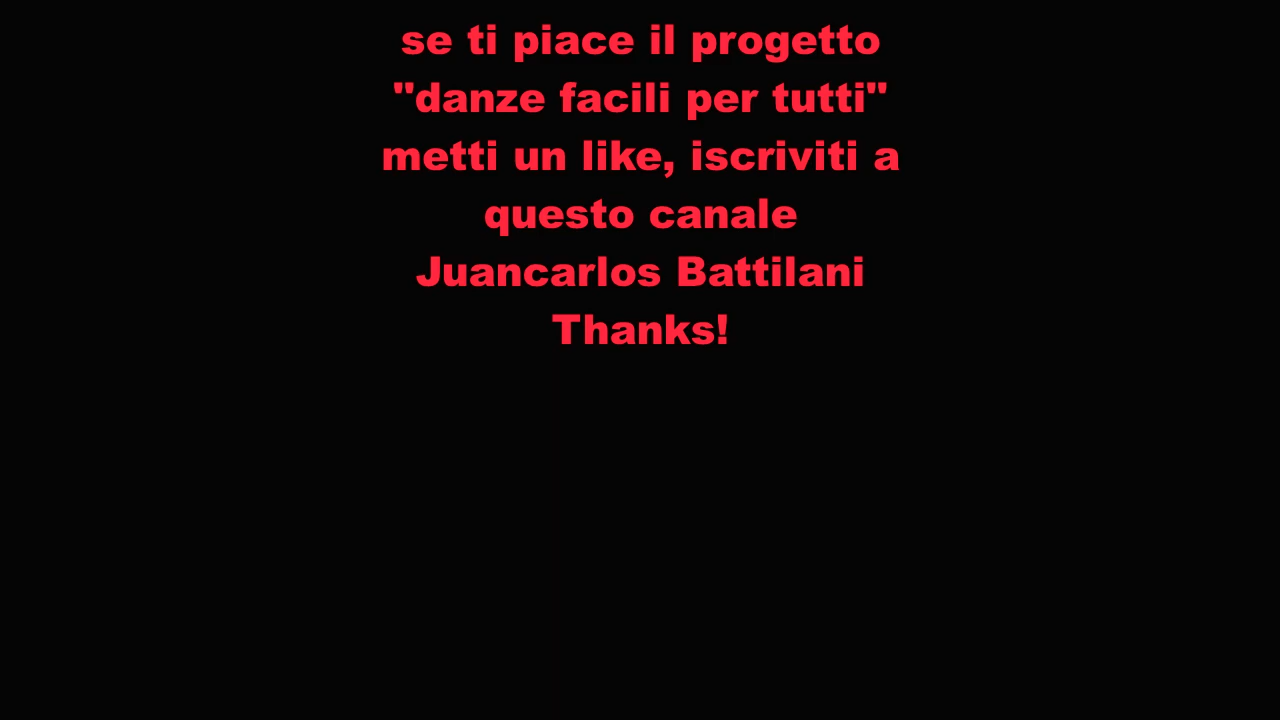 se ti piace il progetto
"danze facili per tutti"
metti un like, iscriviti a
questo canale
Juancarlos Battilani
Thanks!